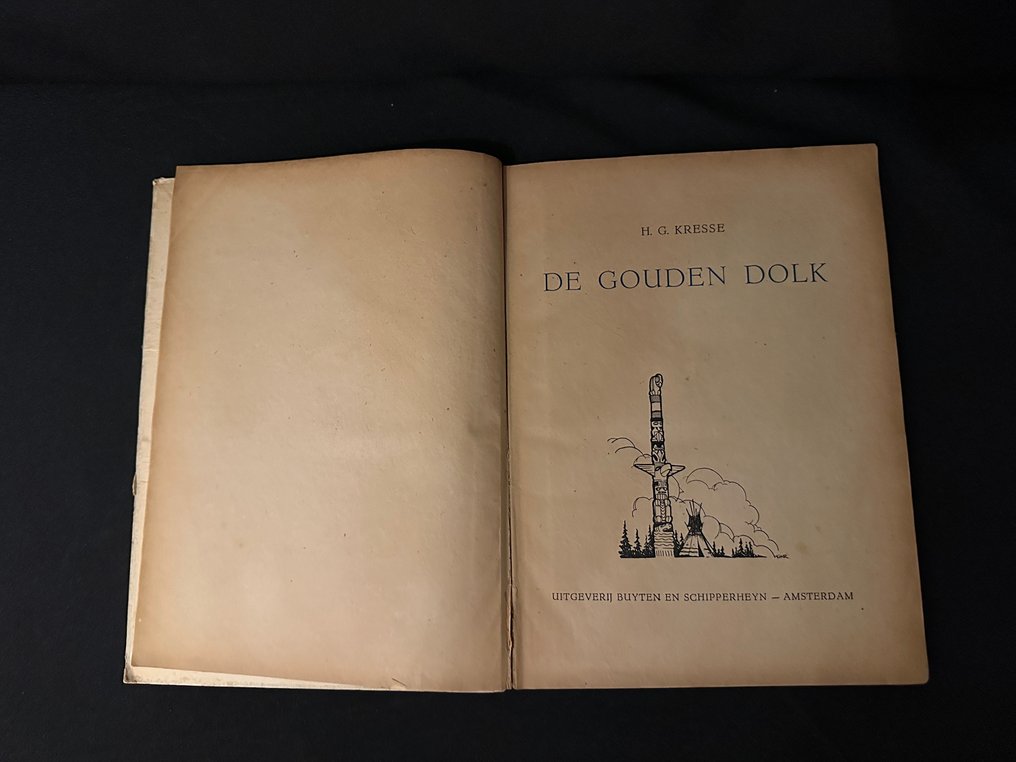 H. G. KRESSE
DE GOUDEN DOLK
UITGEVERIJ BUYTEN EN SCHIPPERHEYN — AMSTERDAM